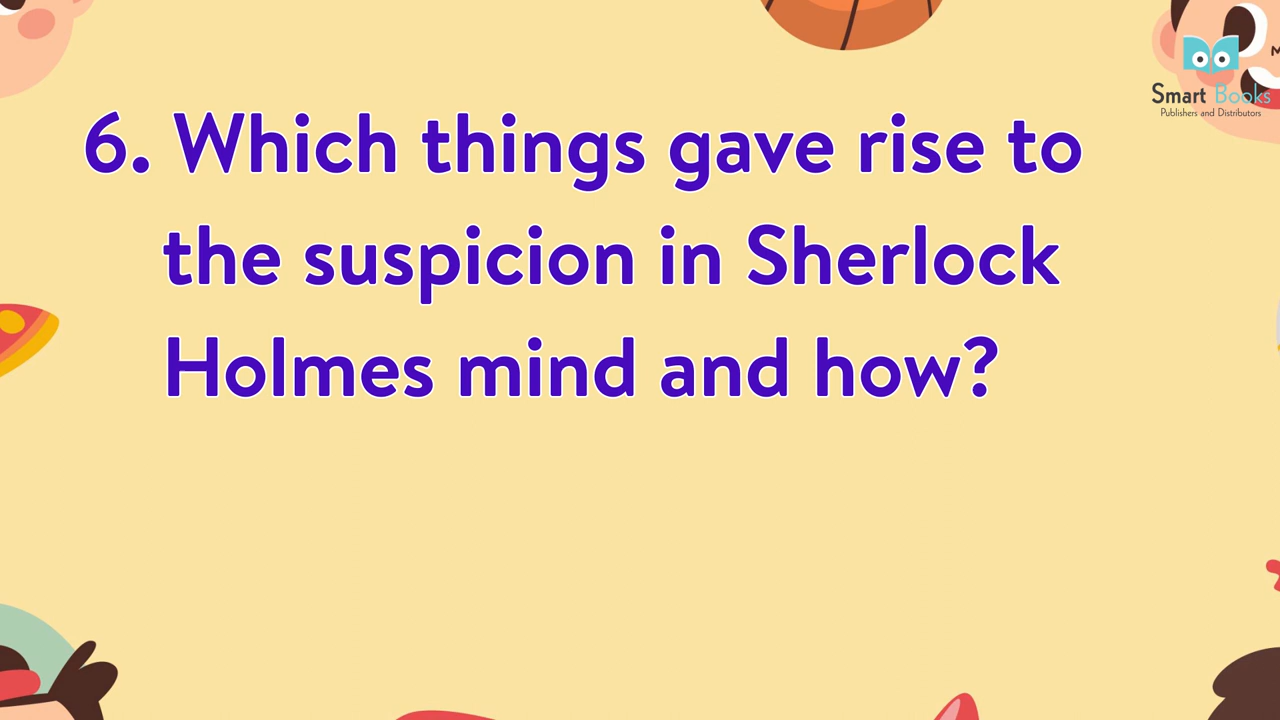 Smart Books
Publishers and Distributors
6. Which things gave rise to
the suspicion in Sherlock
Holmes mind and how?